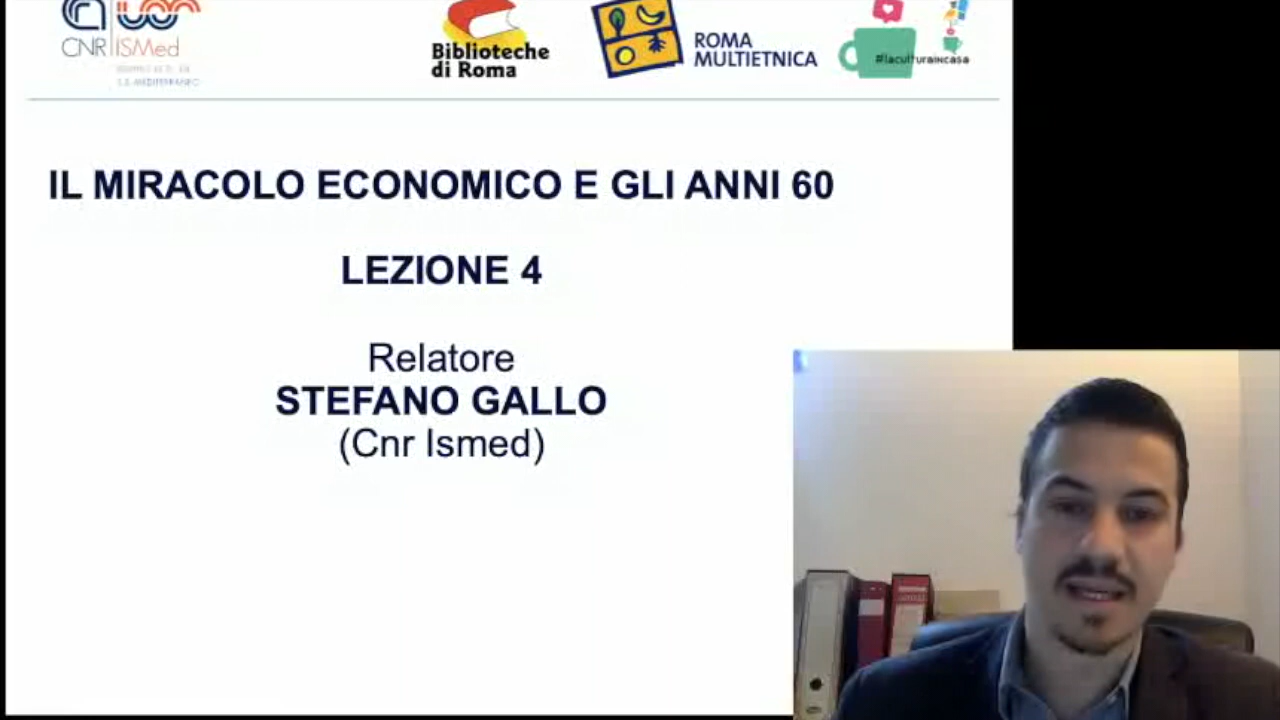 CNR ISMed
Biblioteche
di Roma
ROMA
MULTIETNICA
#laculturaincasa
IL MIRACOLO ECONOMICO E GLI ANNI 60
LEZIONE 4
Relatore
STEFANO GALLO
(Cnr Ismed)